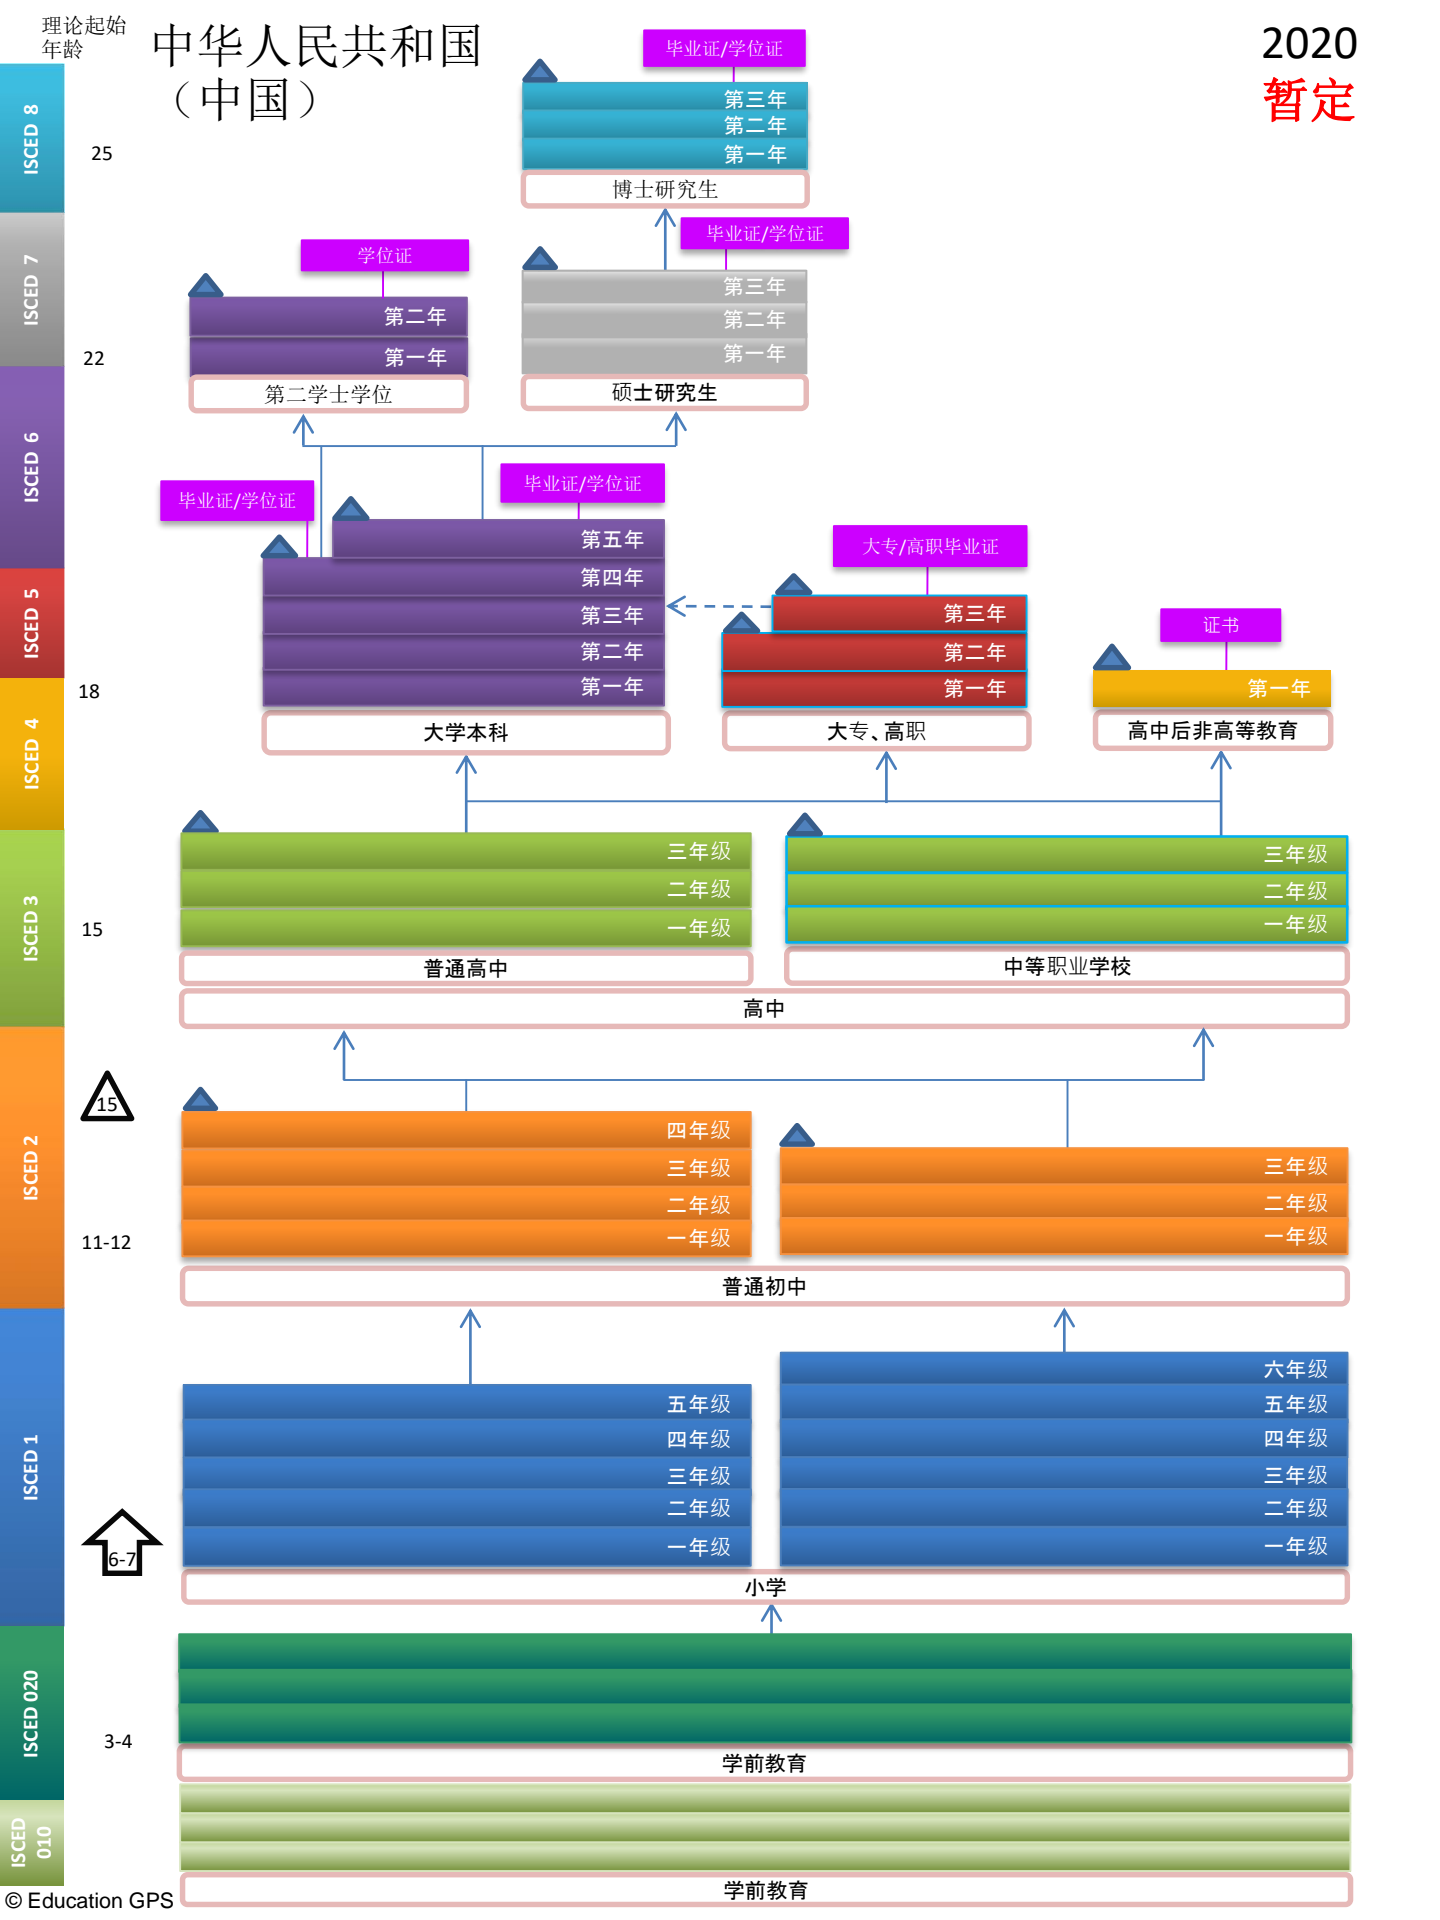 理论起始
年龄
中华人民共和国
（中国）
2020
暂定
毕业证/学位证
ISCED 8
25
第三年
第二年
第一年
博士研究生
ISCED 7
22
学位证
第二年
第一年
第二学士学位
毕业证/学位证
第三年
第二年
第一年
硕士研究生
ISCED 6
毕业证/学位证
毕业证/学位证
第五年
第四年
第三年
第二年
第一年
大学本科
ISCED 5
18
大专/高职毕业证
第三年
第二年
第一年
大专、高职
ISCED 4
证书
第一年
高中后非高等教育
ISCED 3
15
三年级
二年级
一年级
普通高中
三年级
二年级
一年级
中等职业学校
高中
ISCED 2
15
11-12
四年级
三年级
二年级
一年级
三年级
二年级
一年级
普通初中
ISCED 1
6-7
五年级
四年级
三年级
二年级
一年级
六年级
五年级
四年级
三年级
二年级
一年级
小学
ISCED 020
3-4
学前教育
ISCED
010
学前教育
© Education GPS